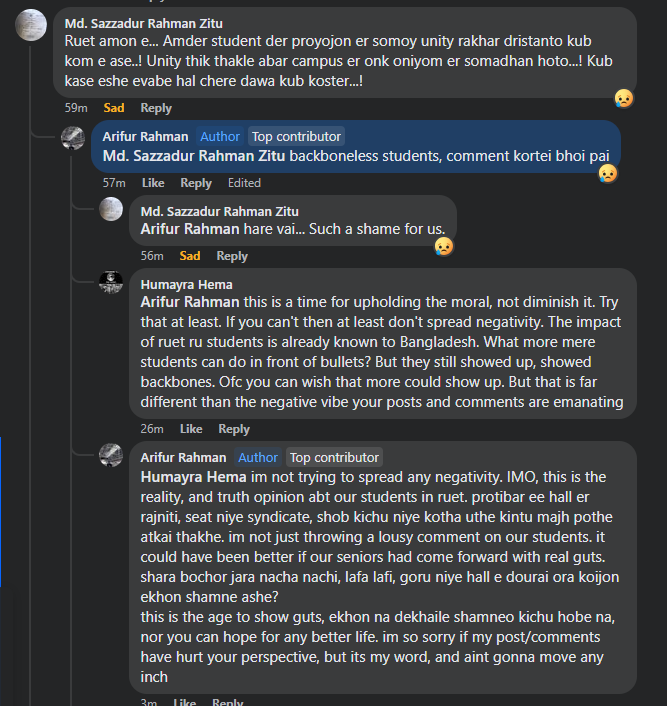 Md. Sazzadur Rahman Zitu
Ruet amon e... Amder student der proyojon er somoy unity rakhar dristanto kub
kom e ase..! Unity thik thakle abar campus er onk oniyom er somadhan hoto...! Kub
kase eshe evabe hal chere dawa kub koster...!
59m Sad Reply
Arifur Rahman Author Top contributor
Md. Sazzadur Rahman Zitu backboneless students, comment kortei bhoi pai
57m Like Reply Edited
Md. Sazzadur Rahman Zitu
Arifur Rahman hare vai... Such a shame for us.
56m Sad Reply
Humayra Hema
Arifur Rahman this is a time for upholding the moral, not diminish it. Try
that at least. If you can't then at least don't spread negativity. The impact
of ruet ru students is already known to Bangladesh. What more mere
students can do in front of bullets? But they still showed up, showed
backbones. Ofc you can wish that more could show up. But that is far
different than the negative vibe your posts and comments are emanating
26m Like Reply
Arifur Rahman Author Top contributor
Humayra Hema im not trying to spread any negativity. IMO, this is the
reality, and truth opinion abt our students in ruet. protibar ee hall er
rajniti, seat niye syndicate, shob kichu niye kotha uthe kintu majh pothe
atkai thakhe. im not just throwing a lousy comment on our students. it
could have been better if our seniors had come forward with real guts.
shara bochor jara nacha nachi, lafa lafi, goru niye hall e dourai ora koijon
ekhon shamne ashe?
this is the age to show guts, ekhon na dekhaile shamneo kichu hobe na,
nor you can hope for any better life. im so sorry if my post/comments
have hurt your perspective, but its my word, and aint gonna move any
inch
3m Like Reply